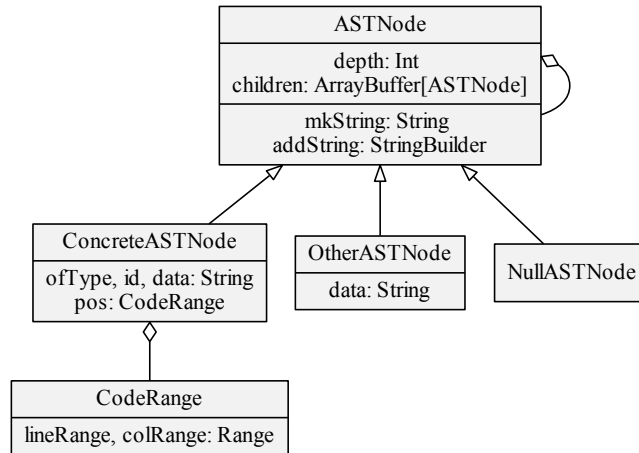 ASTNode
depth: Int
children: ArrayBuffer[ASTNode]
mkString: String
addString: StringBuilder
ConcreteASTNode
ofType, id, data: String
pos: CodeRange
OtherASTNode
data: String
NullASTNode
CodeRange
lineRange, colRange: Range